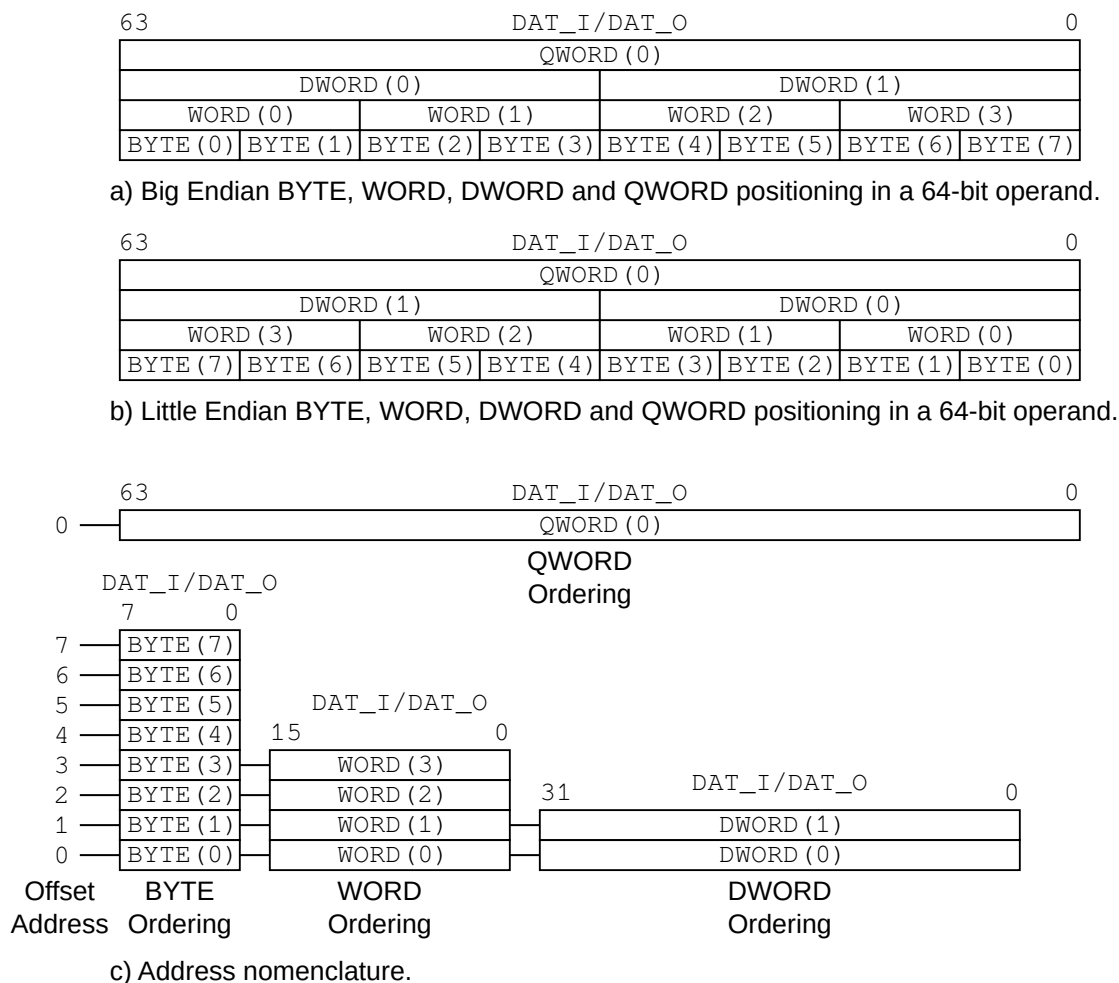 63 DAT_I/DAT_O 0
QWORD(0)
DWORD(0) DWORD(1)
WORD(0) WORD(1) WORD(2) WORD(3)
BYTE(0) BYTE(1) BYTE(2) BYTE(3) BYTE(4) BYTE(5) BYTE(6) BYTE(7)
a) Big Endian BYTE, WORD, DWORD and QWORD positioning in a 64-bit operand.
63 DAT_I/DAT_O 0
QWORD(0)
DWORD(1) DWORD(0)
WORD(3) WORD(2) WORD(1) WORD(0)
BYTE(7) BYTE(6) BYTE(5) BYTE(4) BYTE(3) BYTE(2) BYTE(1) BYTE(0)
b) Little Endian BYTE, WORD, DWORD and QWORD positioning in a 64-bit operand.
63 DAT_I/DAT_O 0
0 QWORD(0)
QWORD
Ordering
DAT_I/DAT_O
7 0
7 BYTE(7)
6 BYTE(6)
5 BYTE(5) DAT_I/DAT_O
4 BYTE(4) 15 0
3 BYTE(3) WORD(3) DAT_I/DAT_O
2 BYTE(2) WORD(2) 31 0
1 BYTE(1) WORD(1) DWORD(1)
0 BYTE(0) WORD(0) DWORD(0)
Offset BYTE WORD DWORD
Address Ordering Ordering Ordering
c) Address nomenclature.